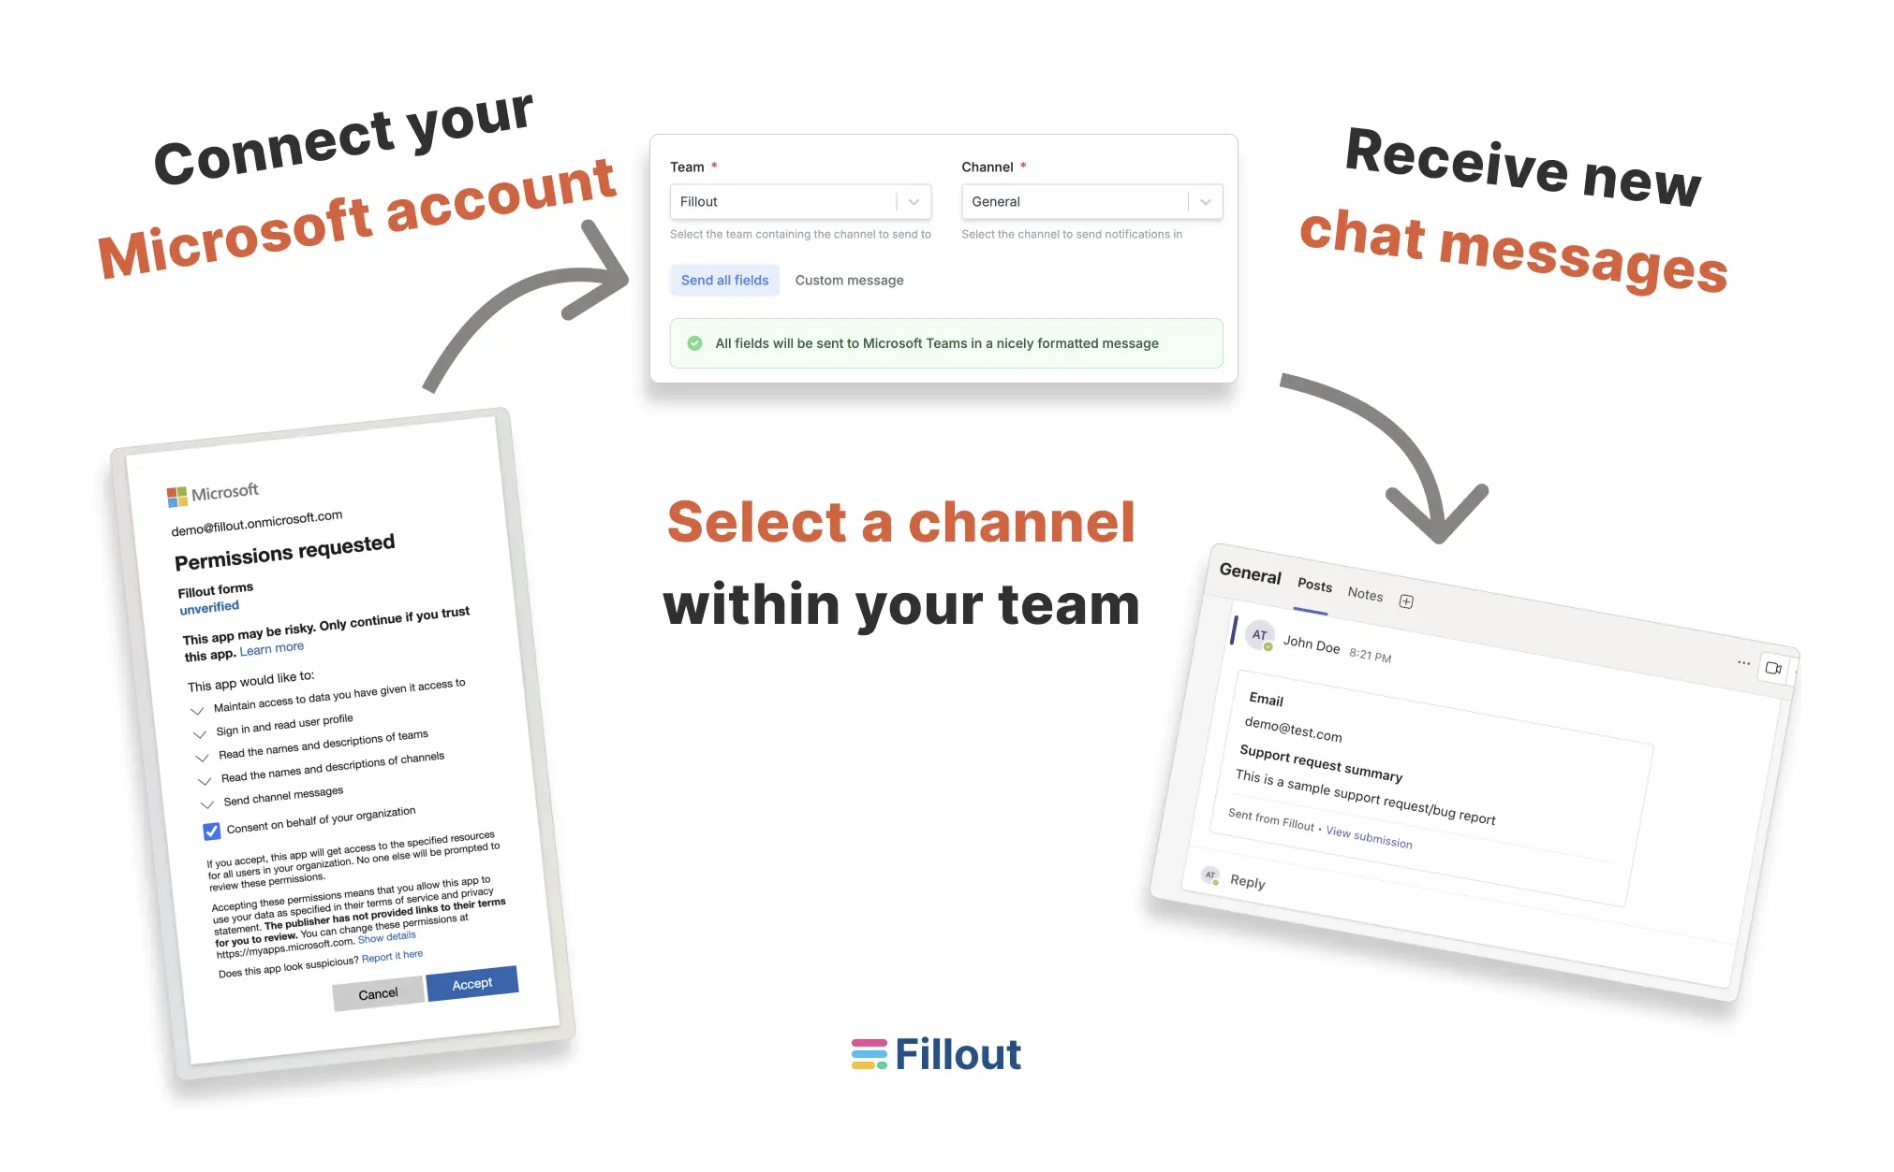 Connect your
Microsoft account
Microsoft
demo@fillout.onmicrosoft.com
Permissions requested
Fillout forms
unverified
This app may be risky. Only continue if you trust
this app. Learn more
This app would like to:
Maintain access to data you have given it access to
Sign in and read user profile
Read the names and descriptions of teams
Read the names and descriptions of channels
Send channel messages
Consent on behalf of your organization
If you accept, this app will get access to the specified resources
for all users in your organization. No one else will be prompted to
review these permissions.
Accepting these permissions means that you allow this app to
use your data as specified in their terms of service and privacy
statement. The publisher has not provided links to their terms
for you to review. You can change these permissions at
https://myapps.microsoft.com. Show details
Does this app look suspicious? Report it here
Cancel Accept
Team * Channel *
Fillout General
Select the team containing the channel to send to Select the channel to send notifications in
Send all fields Custom message
All fields will be sent to Microsoft Teams in a nicely formatted message
Select a channel
within your team
Receive new
chat messages
General Posts Notes
AT John Doe 8:21 PM
Email
demo@test.com
Support request summary
This is a sample support request/bug report
Sent from Fillout • View submission
AT Reply
Fillout